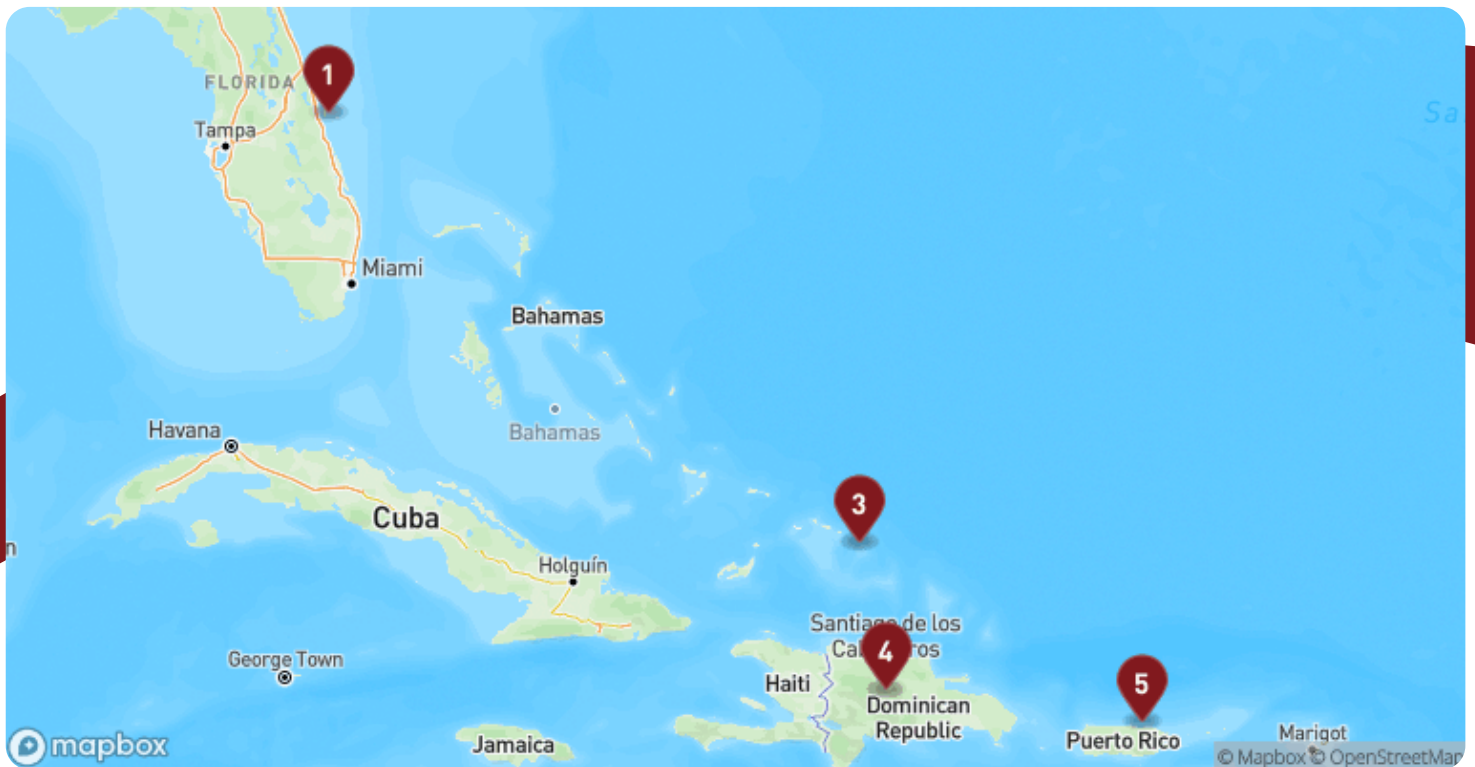 1
FLORIDA
Tampa
Miami
Bahamas
Havana
Bahamas
3
Cuba
n
Holguín
George Town
Santiago de los
4
Haiti
5
Dominican
Republic
Jamaica
Puerto Rico
Marigot
mapbox
© Mapbox © OpenStreetMap
Sa